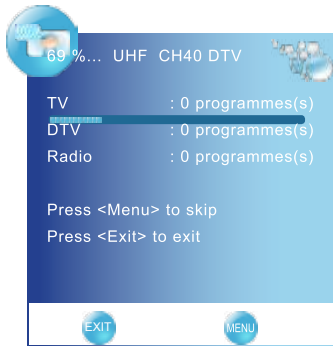 69 %... UHF CH40 DTV
TV : 0 programmes(s)
DTV : 0 programmes(s)
Radio : 0 programmes(s)
Press <Menu> to skip
Press <Exit> to exit
EXIT MENU